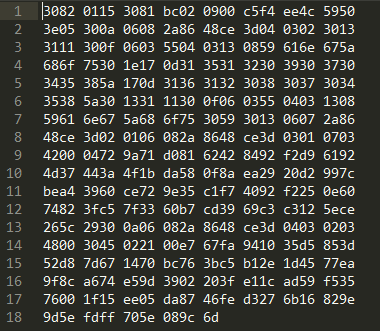 1 3082 0115 3081 bc02 0900 c5f4 ee4c 5950
2 3e05 300a 0608 2a86 48ce 3d04 0302 3013
3 3111 300f 0603 5504 0313 0859 616e 675a
4 686f 7530 1e17 0d31 3531 3230 3930 3730
5 3435 385a 170d 3136 3132 3038 3037 3034
6 3538 5a30 1331 1130 0f06 0355 0403 1308
7 5961 6e67 5a68 6f75 3059 3013 0607 2a86
8 48ce 3d02 0106 082a 8648 ce3d 0301 0703
9 4200 0472 9a71 d081 6242 8492 f2d9 6192
10 4d37 443a 4f1b da58 0f8a ea29 20d2 997c
11 bea4 3960 ce72 9e35 c1f7 4092 f225 0e60
12 7482 3fc5 7f33 60b7 cd39 69c3 c312 5ece
13 265c 2930 0a06 082a 8648 ce3d 0403 0203
14 4800 3045 0221 00e7 67fa 9410 35d5 853d
15 52d8 7d67 1470 bc76 3bc5 b12e 1d45 77ea
16 9f8c a674 e59d 3902 203f e11c ad59 f535
17 7600 1f15 ee05 da87 46fe d327 6b16 829e
18 9d5e fdff 705e 089c 6d